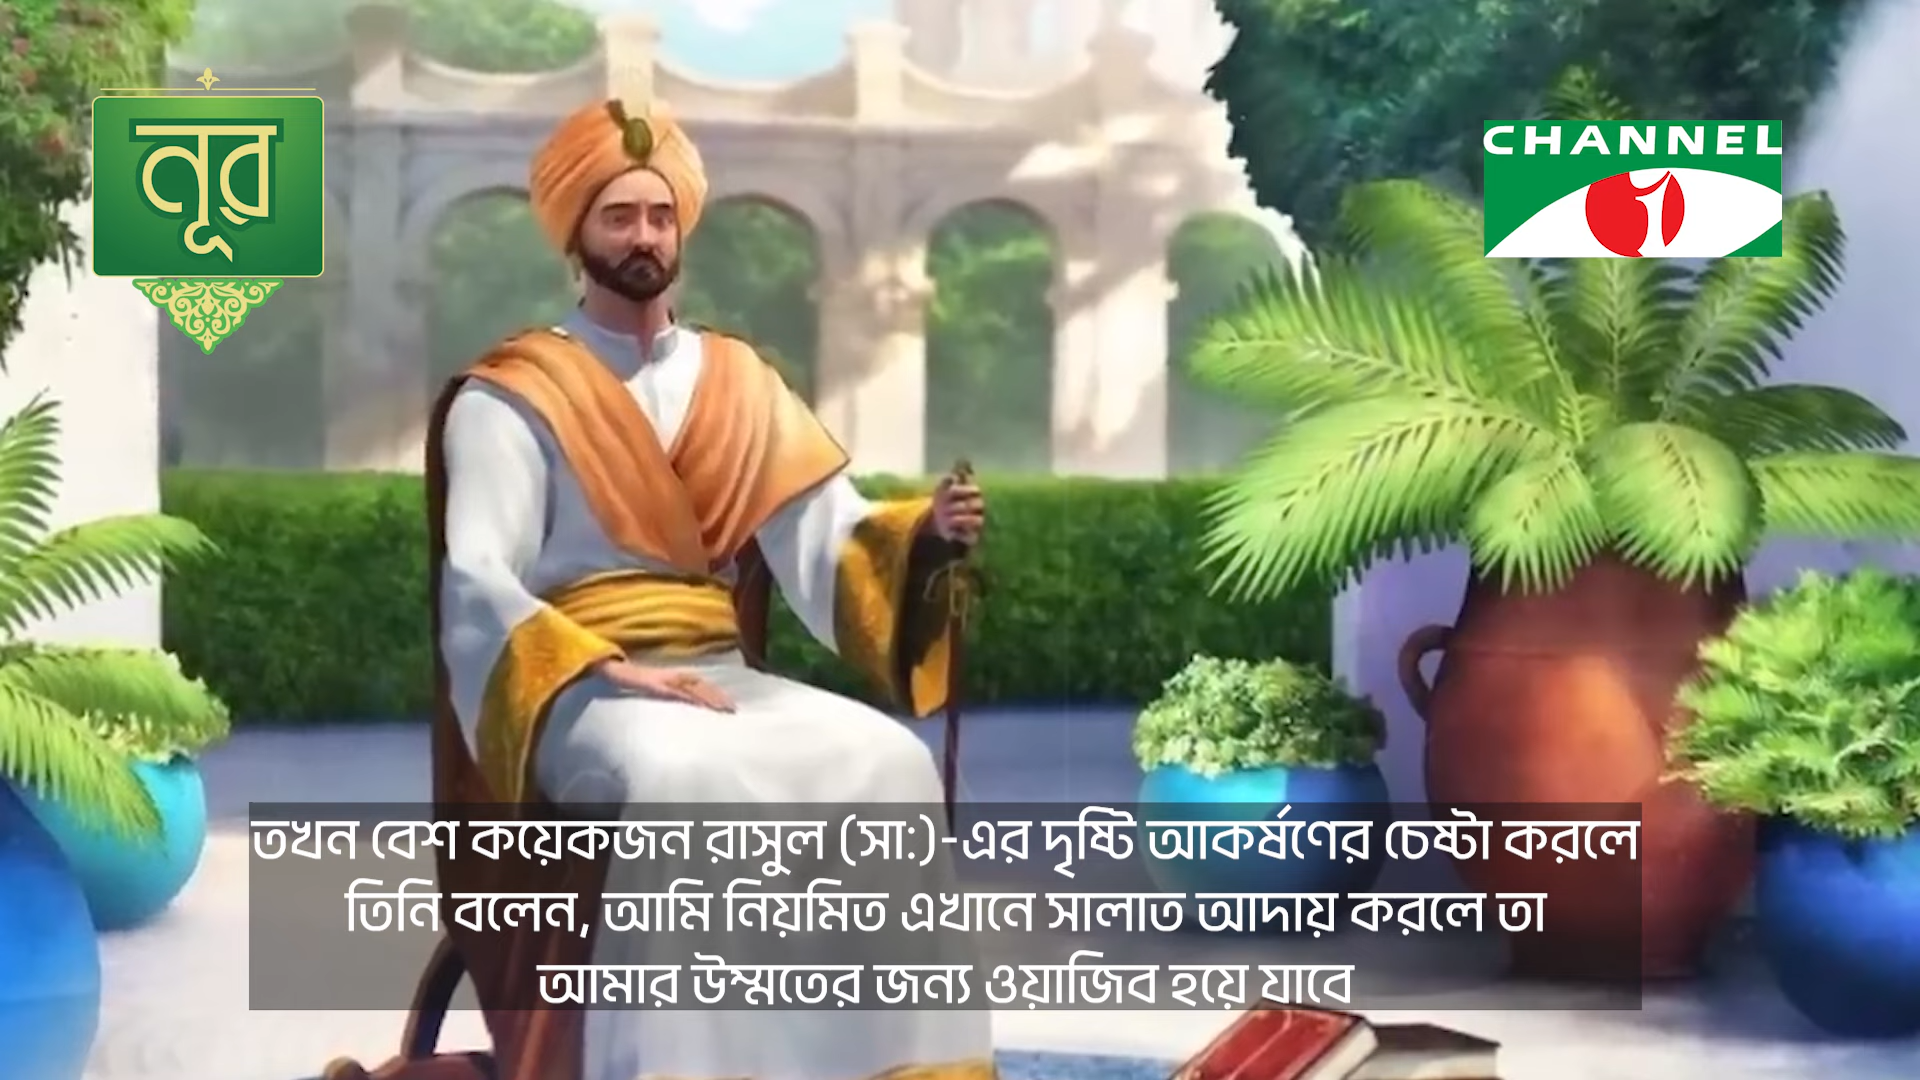 নূর
CHANNEL
i
তখন বেশ কয়েকজন রাসুল (সা:)-এর দৃষ্টি আকর্ষণের চেষ্টা করলে
তিনি বলেন, আমি নিয়মিত এখানে সালাত আদায় করলে তা
আমার উম্মতের জন্য ওয়াজিব হয়ে যাবে